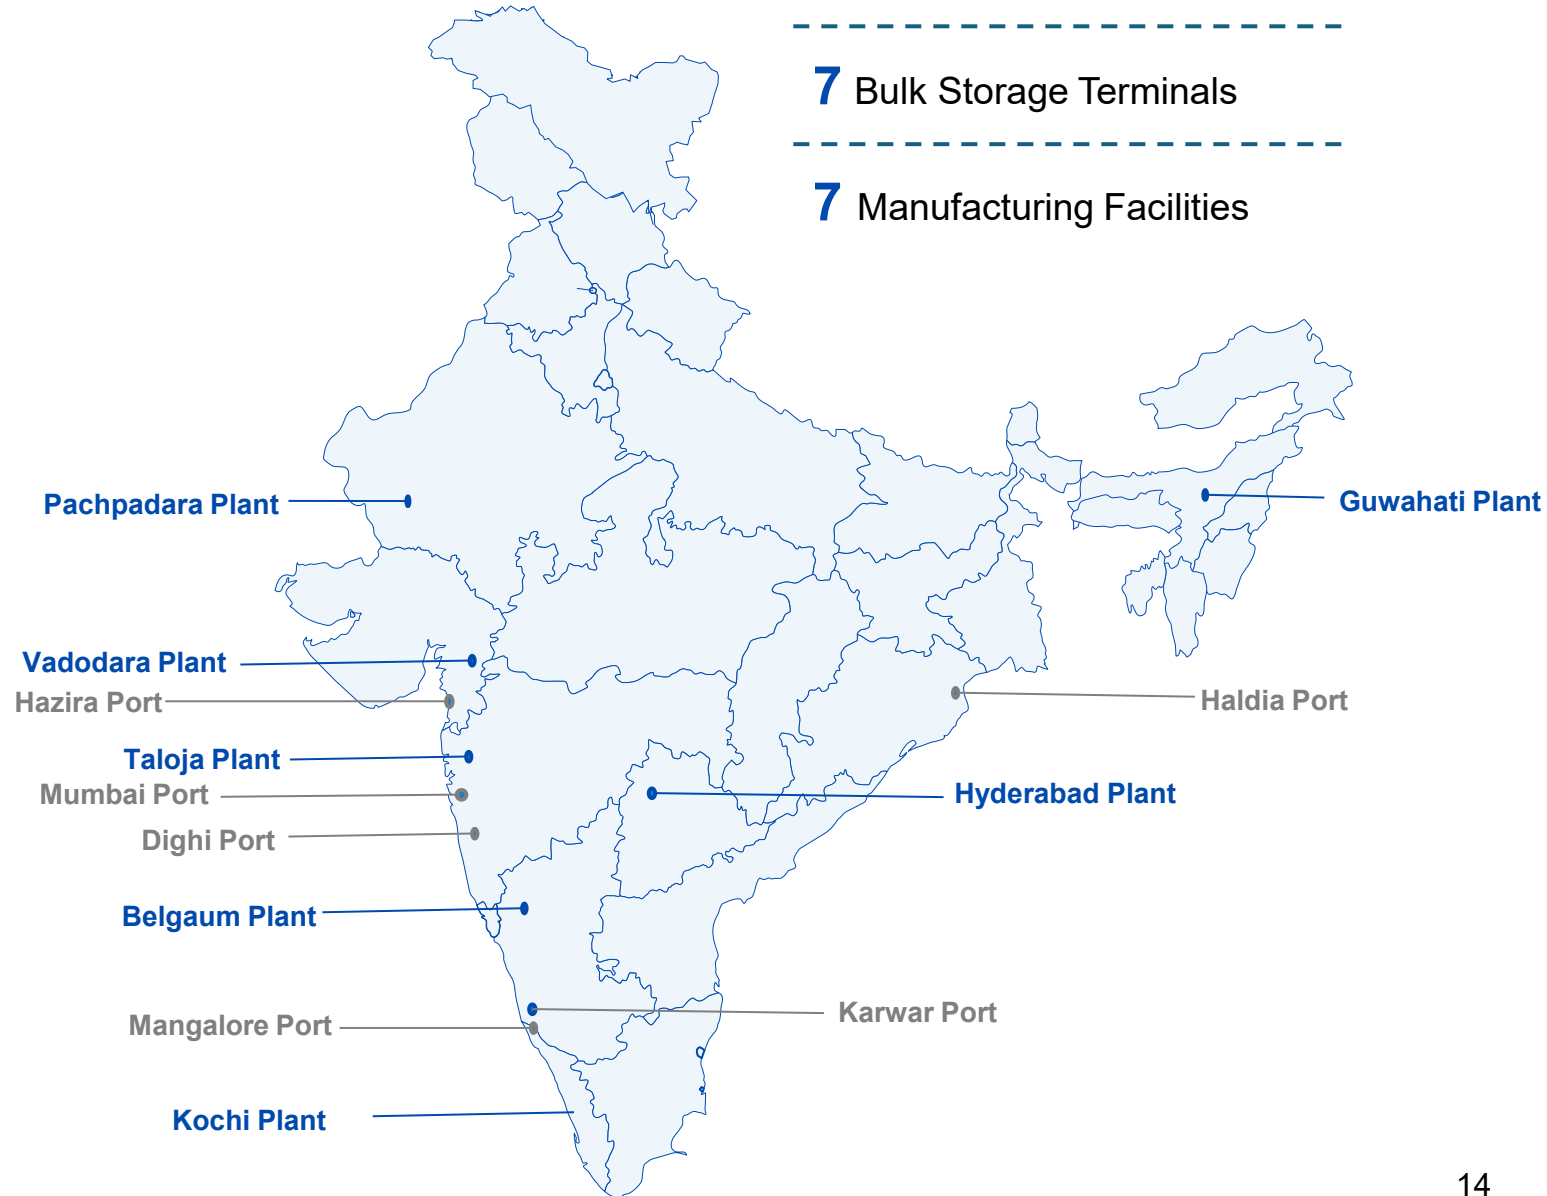 7 Bulk Storage Terminals
7 Manufacturing Facilities
Pachpadara Plant
Guwahati Plant
Vadodara Plant
Hazira Port
Haldia Port
Taloja Plant
Mumbai Port
Hyderabad Plant
Dighi Port
Belgaum Plant
Karwar Port
Mangalore Port
Kochi Plant
14